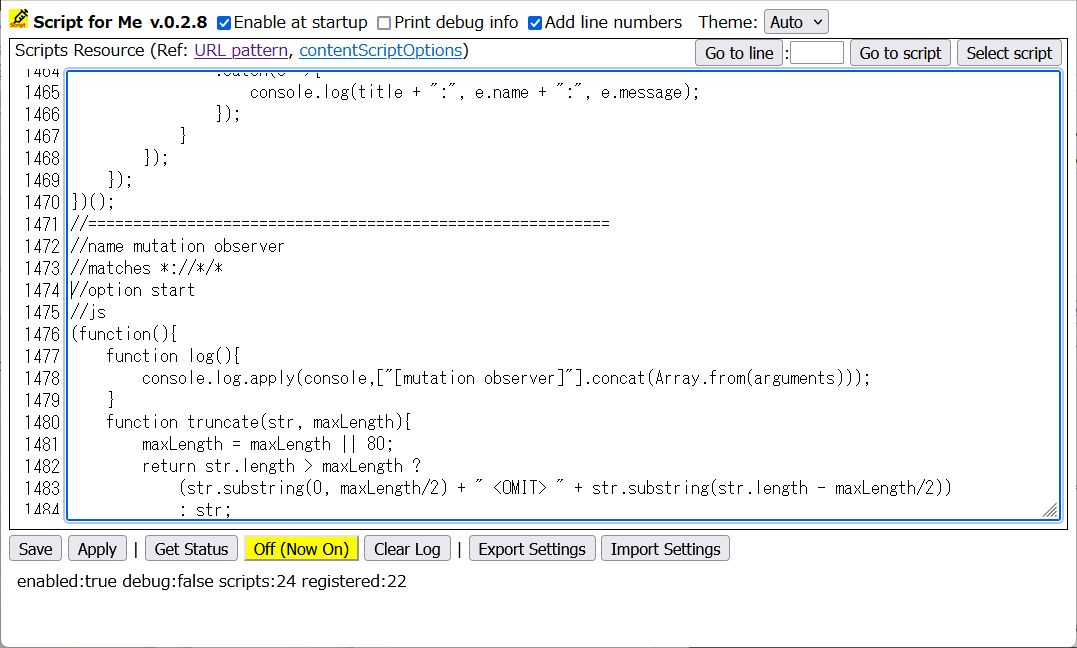 Script for Me v.0.2.8 Enable at startup Print debug info Add line numbers Theme: Auto
Scripts Resource (Ref: URL pattern, contentScriptOptions) Go to line : Go to script Select script
1464
1465 console.log(title + ":", e.name + ":", e.message);
1466 });
1467 }
1468 });
1469 });
1470 })();
1471 //==========================================================
1472 //name mutation observer
1473 //matches *://*/*
1474 //option start
1475 //js
1476 (function(){
1477 function log(){
1478 console.log.apply(console,["[mutation observer]"].concat(Array.from(arguments)));
1479 }
1480 function truncate(str, maxLength){
1481 maxLength = maxLength || 80;
1482 return str.length > maxLength ?
1483 (str.substring(0, maxLength/2) + " <OMIT> " + str.substring(str.length - maxLength/2))
1484 : str;
Save Apply | Get Status Off (Now On) Clear Log | Export Settings Import Settings
enabled:true debug:false scripts:24 registered:22